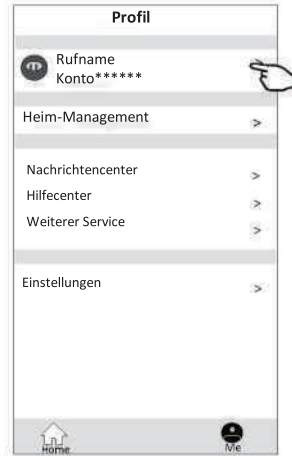 Profil
Rufname
Konto******
Heim-Management >
Nachrichtencenter >
Hilfecenter >
Weiterer Service >
Einstellungen >
Home
Me